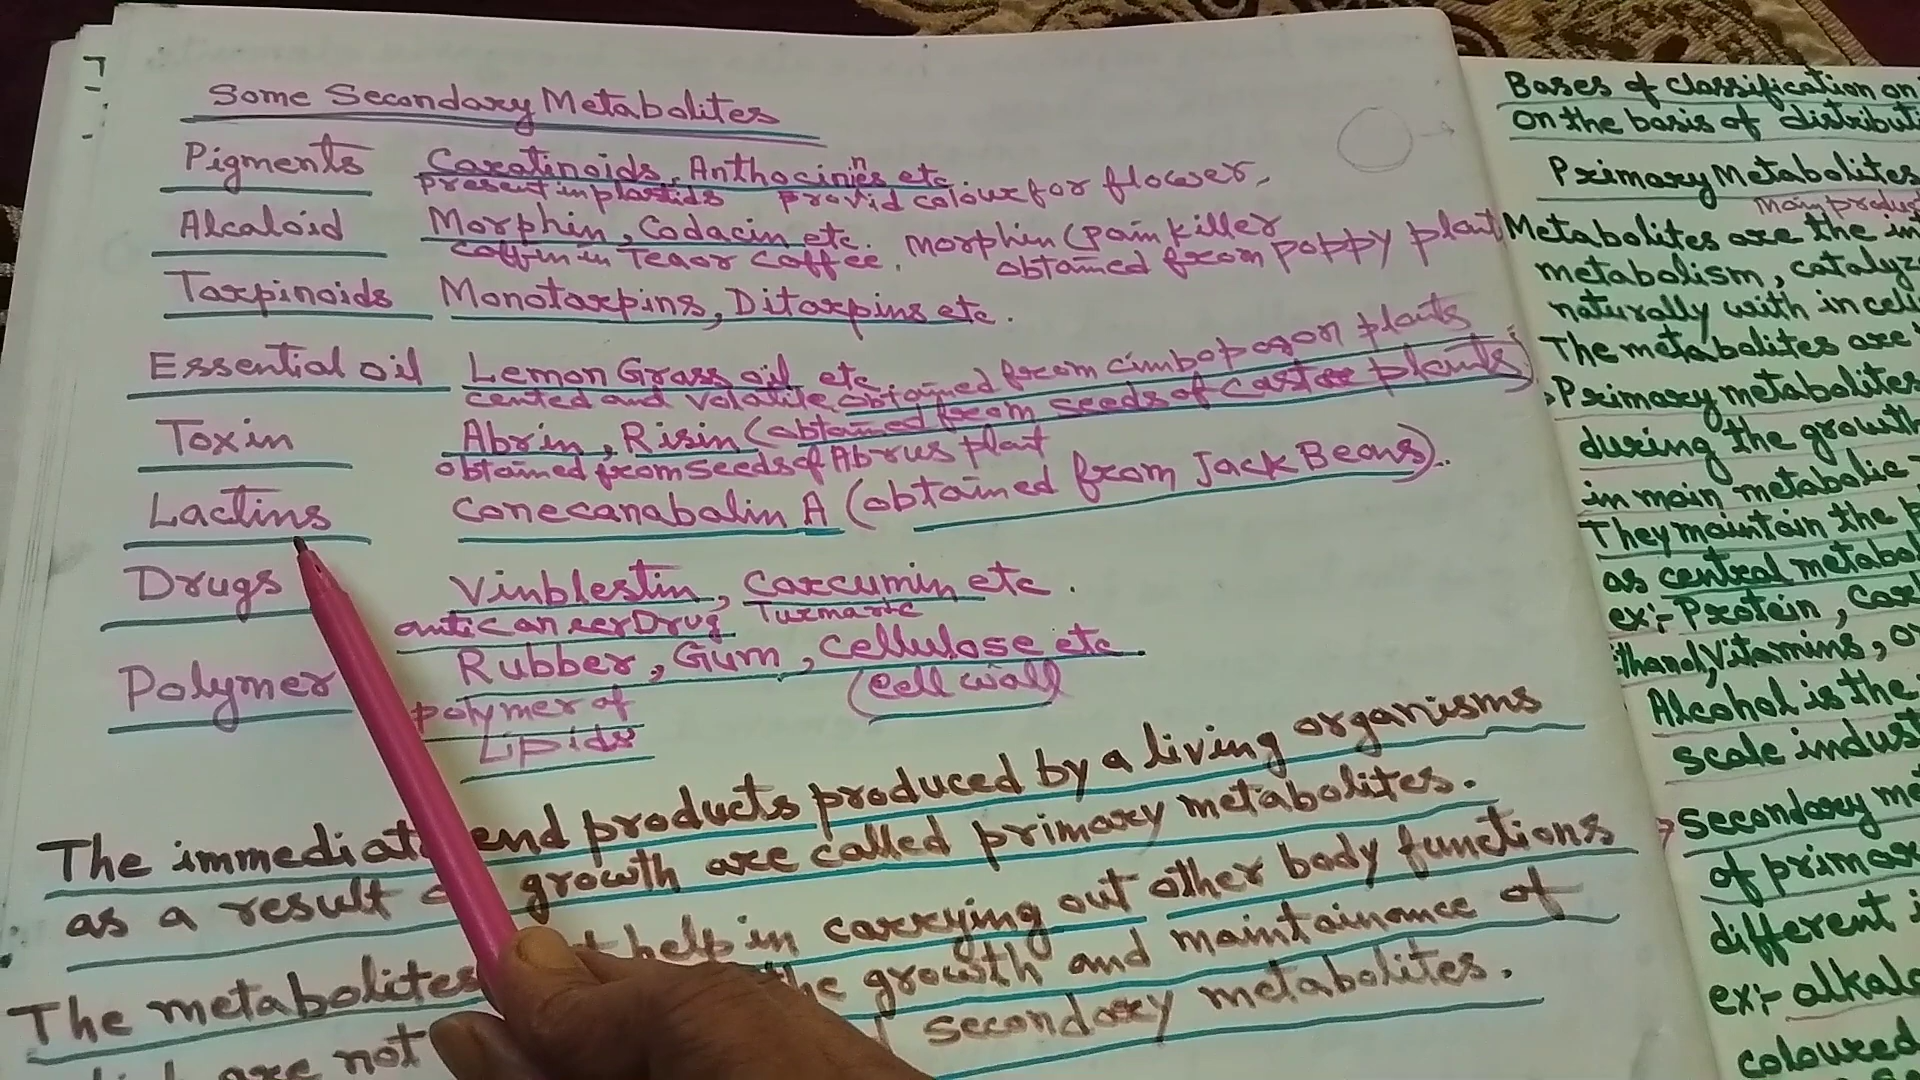 Some Secondary Metabolites
Pigments Carotinoids, Anthocinines etc
present in plastids provid colour for flower,
Alcaloid Morphin, Codacin etc. Morphin (pain killer
coffin in Tea or coffee. obtained from poppy plant
Tarpinoids Monotarpins, Ditarpins etc.
Essential oil Lemon Grass oil etc
cented and volatile obtained from cimbopogon plants
Toxin Abrin, Risin (obtained from seeds of castor plants)
obtained from seeds of Abrus plant
Lactins Conecanabalin A (obtained from Jack Beans).
Drugs Vinblestin, Carcumin etc.
anticancer Drug Turmaric
Polymer Rubber, Gum, Cellulose etc.
polymer of (cell wall)
Lipids
The immediate end products produced by a living organisms
as a result growth are called primary metabolites.
The metabolites help in carrying out other body functions
are not the growth and maintainance of
secondary metabolites.
Bases of classification on
on the basis of
Primary Metabolites
Main
Metabolites are the
metabolism,
naturally with in
The metabolites are
Primary metabolites
during the growth
in main metabolic
They maintain the
as central
ex:- Protein,
Vitamins,
Alcohol is the
scale
Secondary
of
different
ex:-
coloured